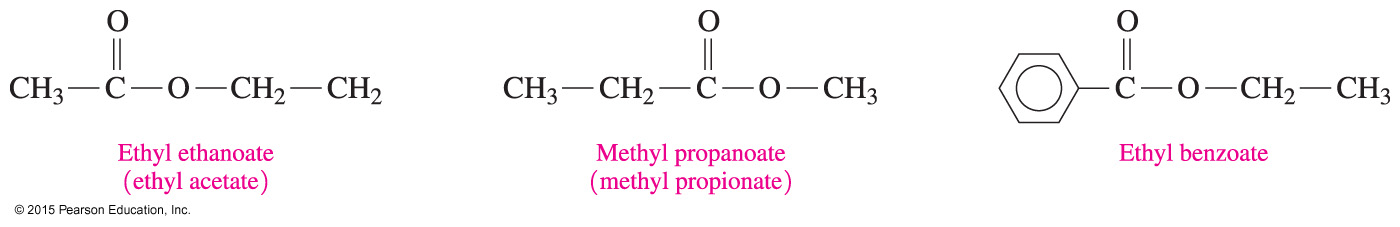 O O O
CH3—C—O—CH2—CH2 CH3—CH2—C—O—CH3 C—O—CH2—CH3
Ethyl ethanoate Methyl propanoate Ethyl benzoate
(ethyl acetate) (methyl propionate)
© 2015 Pearson Education, Inc.